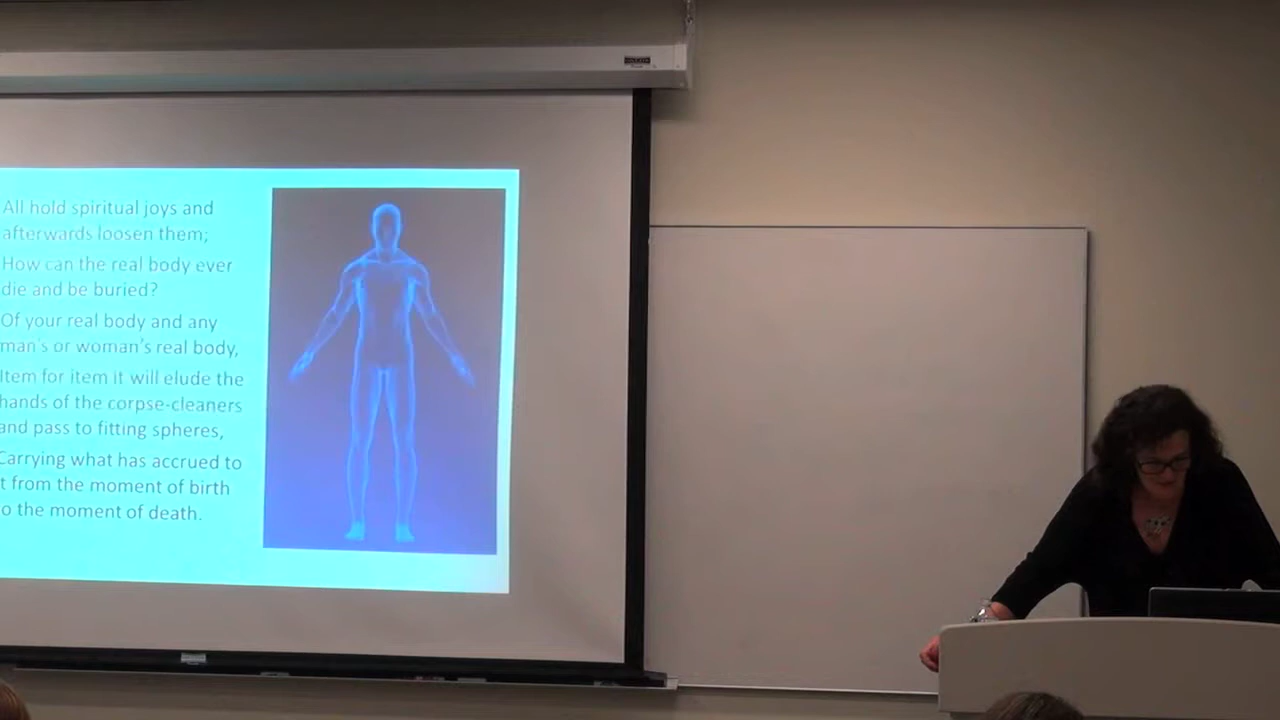 All hold spiritual joys and
afterwards loosen them;
How can the real body ever
die and be buried?
Of your real body and any
man's or woman's real body,
Item for item it will elude the
hands of the corpse-cleaners
and pass to fitting spheres,
Carrying what has accrued to
t from the moment of birth
o the moment of death.